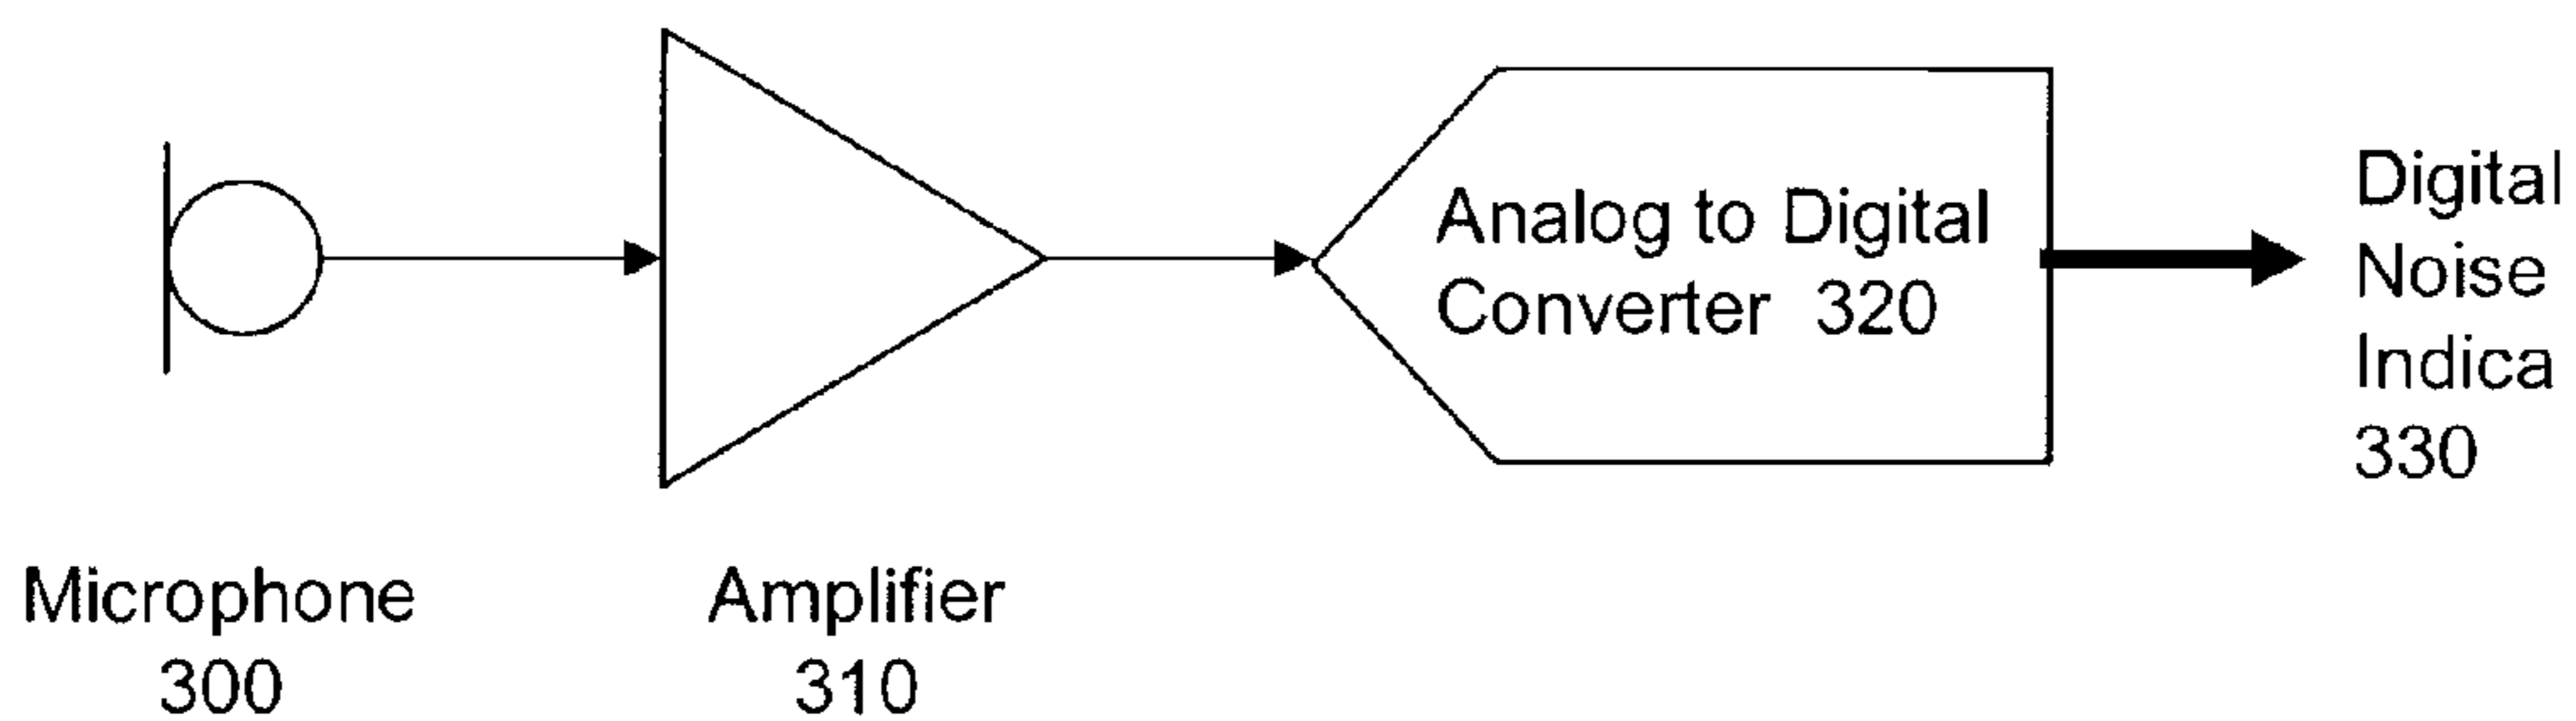 Analog to Digital
Converter 320
Digital
Noise
Indica
330
Microphone
300
Amplifier
310